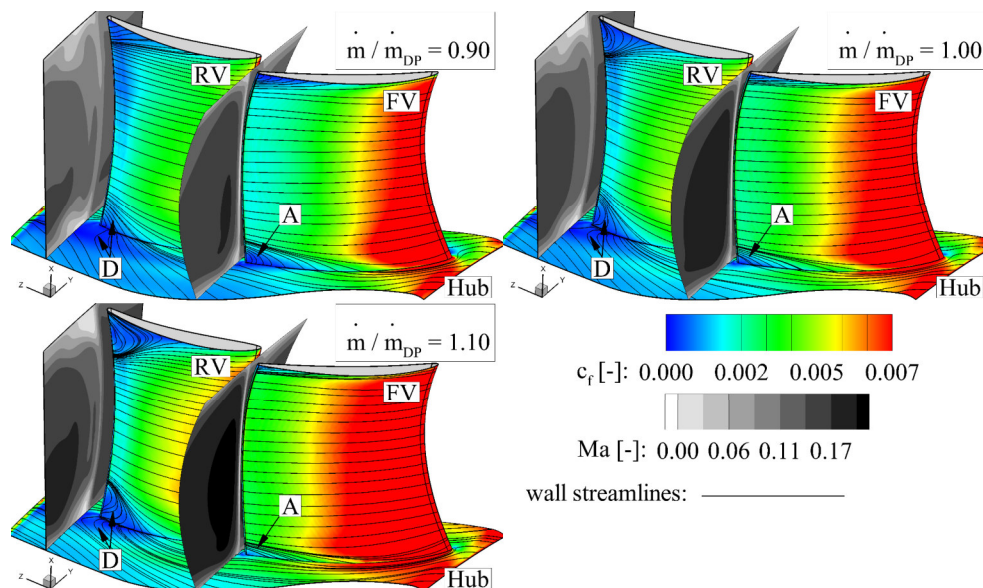 ṁ / ṁDP = 0.90
RV
FV
A
D
Hub
X
Y
Z
ṁ / ṁDP = 1.00
RV
FV
A
D
Hub
X
Y
Z
ṁ / ṁDP = 1.10
RV
FV
A
D
Hub
X
Y
Z
cf [-]: 0.000 0.002 0.005 0.007
Ma [-]: 0.00 0.06 0.11 0.17
wall streamlines: